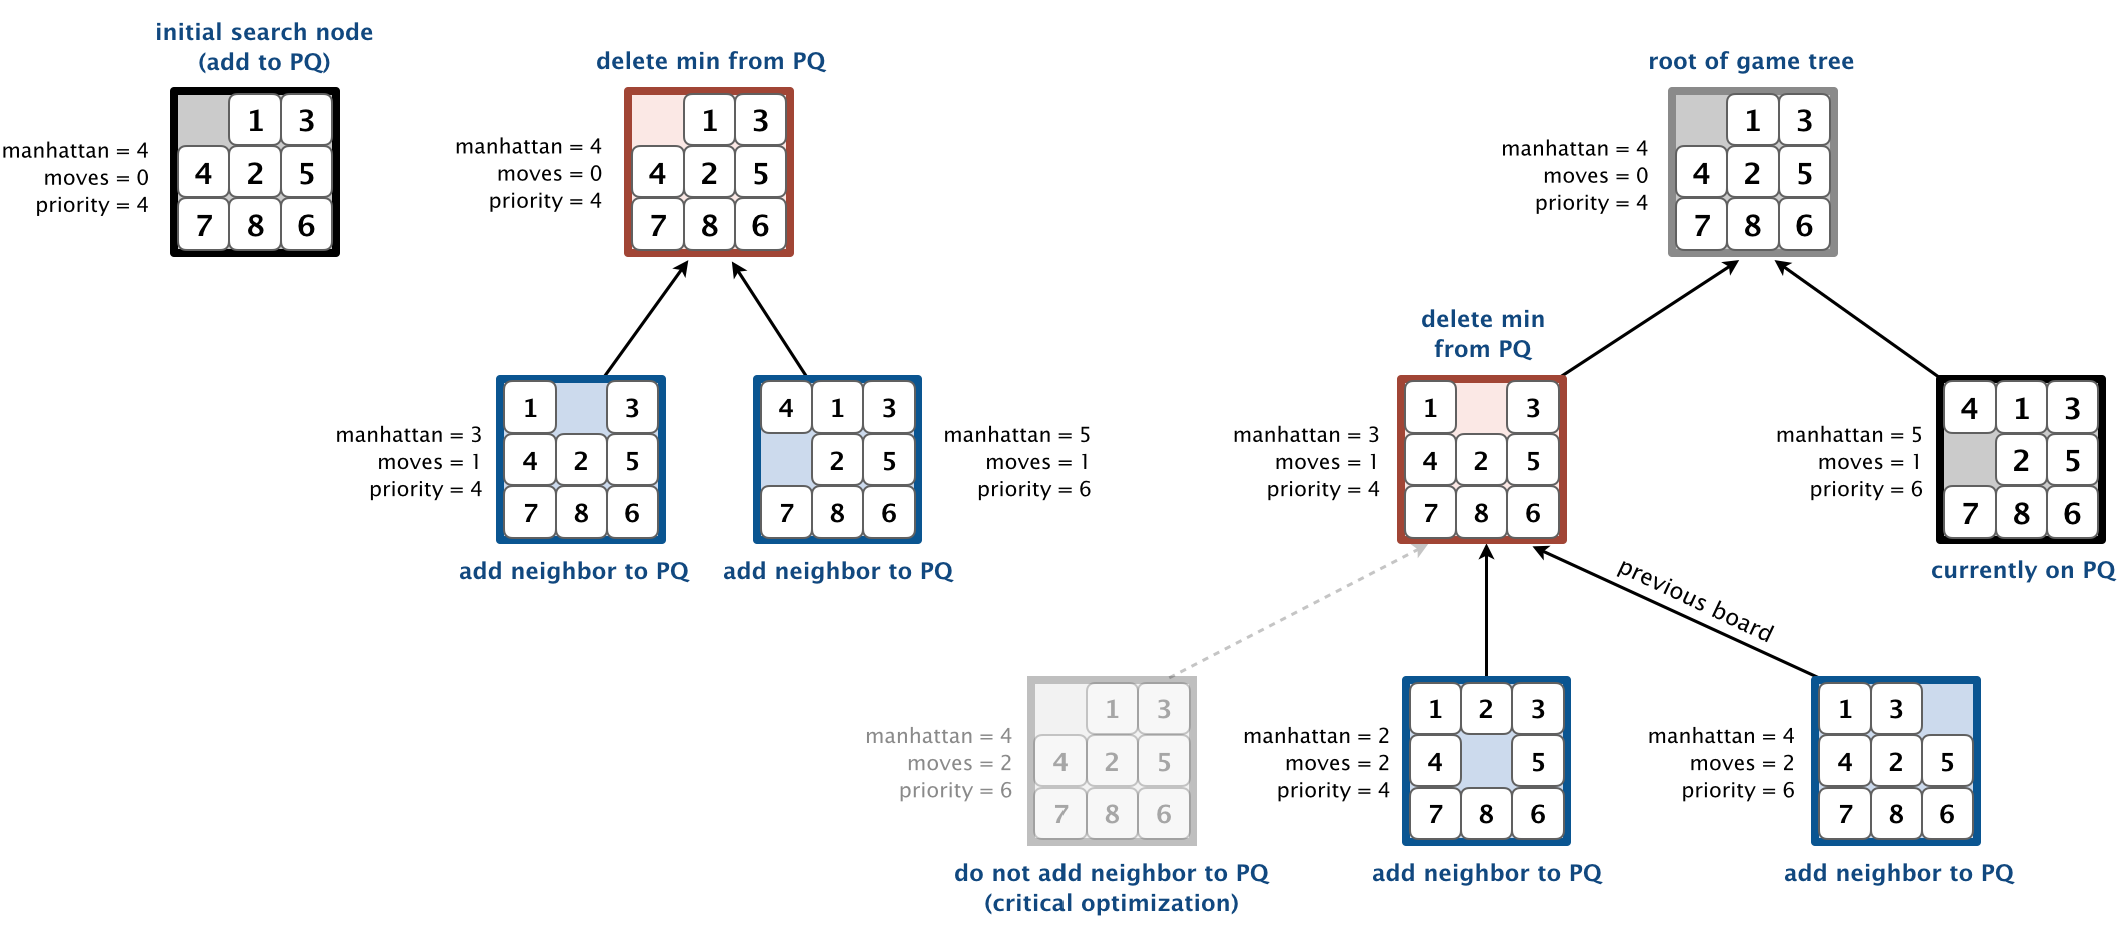 initial search node
(add to PQ)
manhattan = 4
moves = 0
priority = 4
1 3
4 2 5
7 8 6
delete min from PQ
manhattan = 4
moves = 0
priority = 4
1 3
4 2 5
7 8 6
manhattan = 3
moves = 1
priority = 4
1 3
4 2 5
7 8 6
add neighbor to PQ
4 1 3
2 5
7 8 6
manhattan = 5
moves = 1
priority = 6
add neighbor to PQ
root of game tree
manhattan = 4
moves = 0
priority = 4
1 3
4 2 5
7 8 6
delete min
from PQ
manhattan = 3
moves = 1
priority = 4
1 3
4 2 5
7 8 6
manhattan = 5
moves = 1
priority = 6
4 1 3
2 5
7 8 6
currently on PQ
previous board
manhattan = 4
moves = 2
priority = 6
1 3
4 2 5
7 8 6
do not add neighbor to PQ
(critical optimization)
manhattan = 2
moves = 2
priority = 4
1 2 3
4 5
7 8 6
add neighbor to PQ
manhattan = 4
moves = 2
priority = 6
1 3
4 2 5
7 8 6
add neighbor to PQ